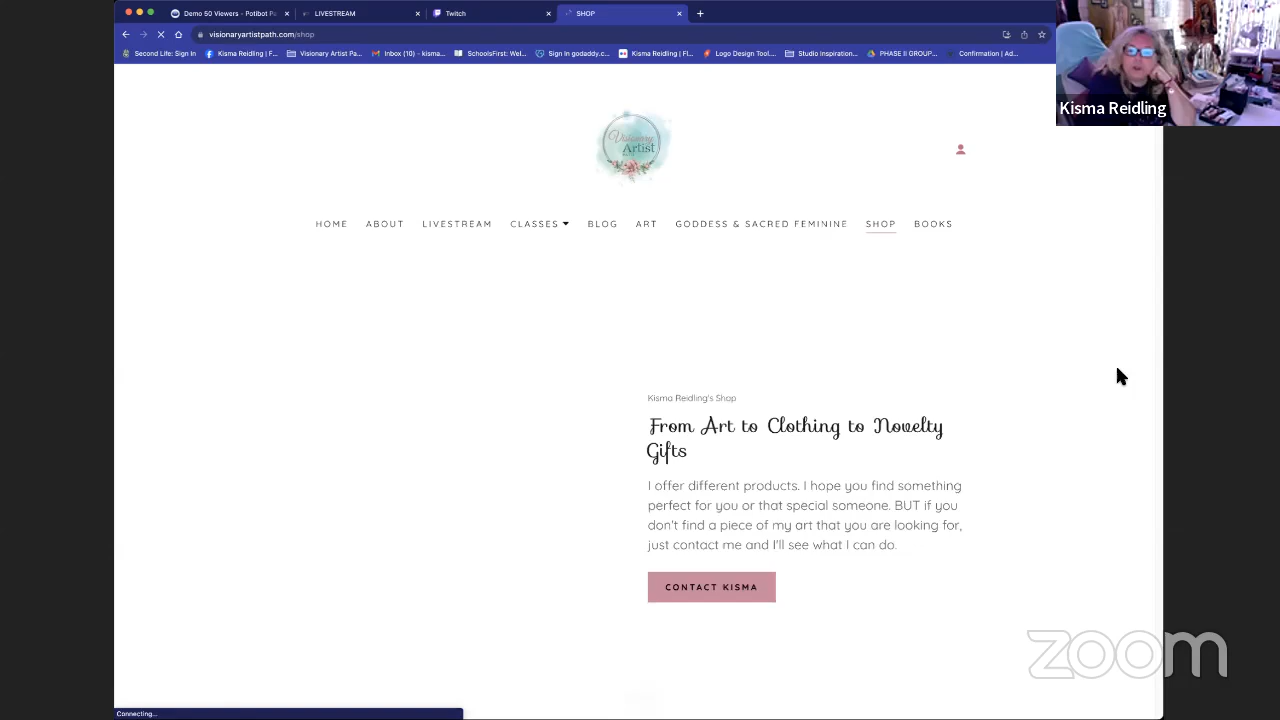 Demo 50 Viewers - Potibot Pa...
LIVESTREAM
Twitch
SHOP
visionaryartistpath.com/shop
Second Life: Sign In
Kisma Reidling | F...
Visionary Artist Pa...
Inbox (10) - kisma...
SchoolsFirst: Wel...
Sign In godaddy.c...
Kisma Reidling | Fl...
Logo Design Tool....
Studio Inspiration...
PHASE II GROUP...
Confirmation | Ad...
Kisma Reidling
Visionary
Artist
HOME ABOUT LIVESTREAM CLASSES BLOG ART GODDESS & SACRED FEMININE SHOP BOOKS
Kisma Reidling's Shop
From Art to Clothing to Novelty
Gifts
I offer different products. I hope you find something
perfect for you or that special someone. BUT if you
don't find a piece of my art that you are looking for,
just contact me and I'll see what I can do.
CONTACT KISMA
zoom
Connecting...